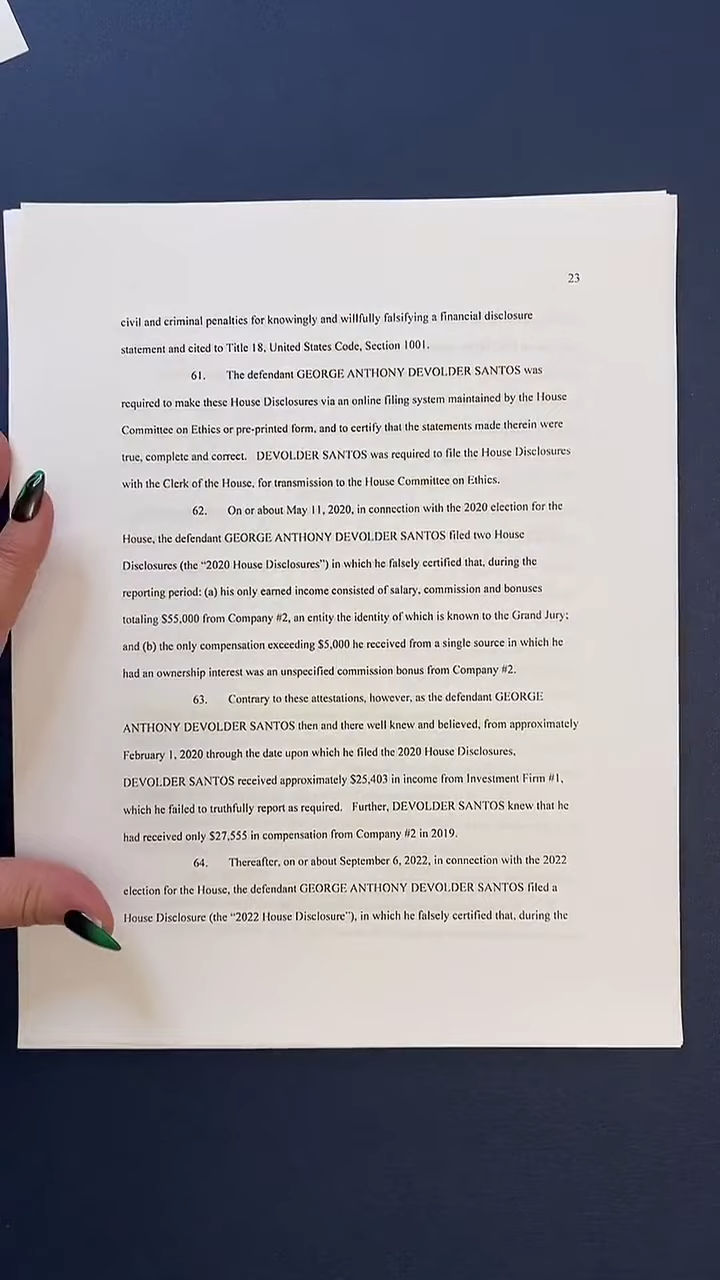 23
civil and criminal penalties for knowingly and willfully falsifying a financial disclosure
statement and cited to Title 18, United States Code, Section 1001.
61. The defendant GEORGE ANTHONY DEVOLDER SANTOS was
required to make these House Disclosures via an online filing system maintained by the House
Committee on Ethics or pre-printed form, and to certify that the statements made therein were
true, complete and correct. DEVOLDER SANTOS was required to file the House Disclosures
with the Clerk of the House, for transmission to the House Committee on Ethics.
62. On or about May 11, 2020, in connection with the 2020 election for the
House, the defendant GEORGE ANTHONY DEVOLDER SANTOS filed two House
Disclosures (the “2020 House Disclosures”) in which he falsely certified that, during the
reporting period: (a) his only earned income consisted of salary, commission and bonuses
totaling $55,000 from Company #2, an entity the identity of which is known to the Grand Jury;
and (b) the only compensation exceeding $5,000 he received from a single source in which he
had an ownership interest was an unspecified commission bonus from Company #2.
63. Contrary to these attestations, however, as the defendant GEORGE
ANTHONY DEVOLDER SANTOS then and there well knew and believed, from approximately
February 1, 2020 through the date upon which he filed the 2020 House Disclosures,
DEVOLDER SANTOS received approximately $25,403 in income from Investment Firm #1,
which he failed to truthfully report as required. Further, DEVOLDER SANTOS knew that he
had received only $27,555 in compensation from Company #2 in 2019.
64. Thereafter, on or about September 6, 2022, in connection with the 2022
election for the House, the defendant GEORGE ANTHONY DEVOLDER SANTOS filed a
House Disclosure (the “2022 House Disclosure”), in which he falsely certified that, during the